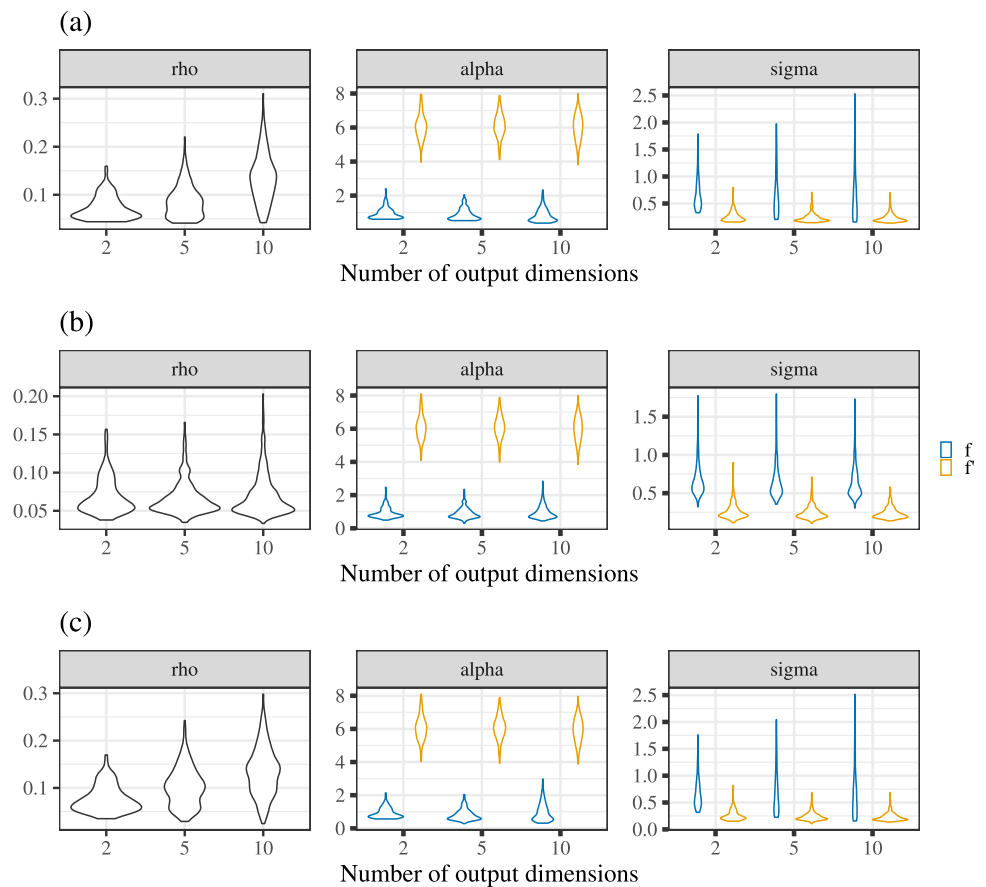 (a)
rho alpha sigma
0.3 0.2 0.1
8 6 4 2
2.5 2.0 1.5 1.0 0.5
2 5 10 2 5 10 2 5 10
Number of output dimensions
(b)
rho alpha sigma
0.20 0.15 0.10 0.05
8 6 4 2 0
1.5 1.0 0.5
f
f'
2 5 10 2 5 10 2 5 10
Number of output dimensions
(c)
rho alpha sigma
0.3 0.2 0.1
8 6 4 2 0
2.5 2.0 1.5 1.0 0.5 0.0
2 5 10 2 5 10 2 5 10
Number of output dimensions